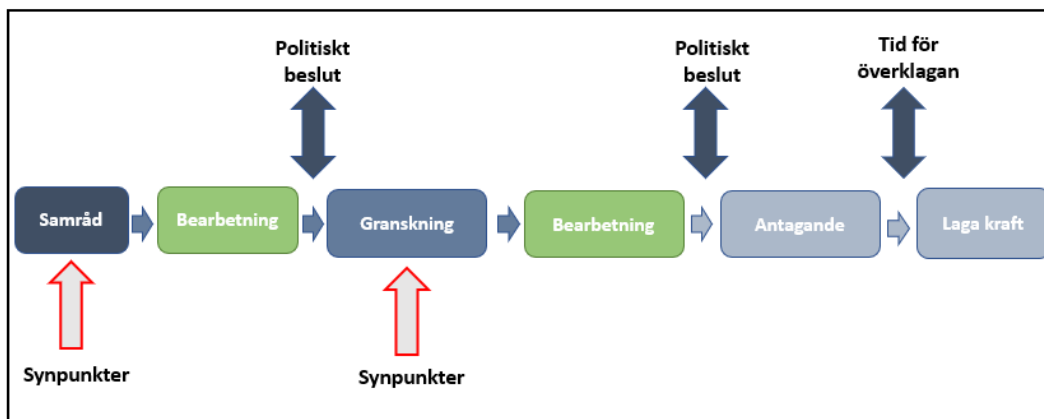 Politiskt
beslut
Politiskt
beslut
Tid för
överklagan
Samråd
Bearbetning
Granskning
Bearbetning
Antagande
Laga kraft
Synpunkter
Synpunkter